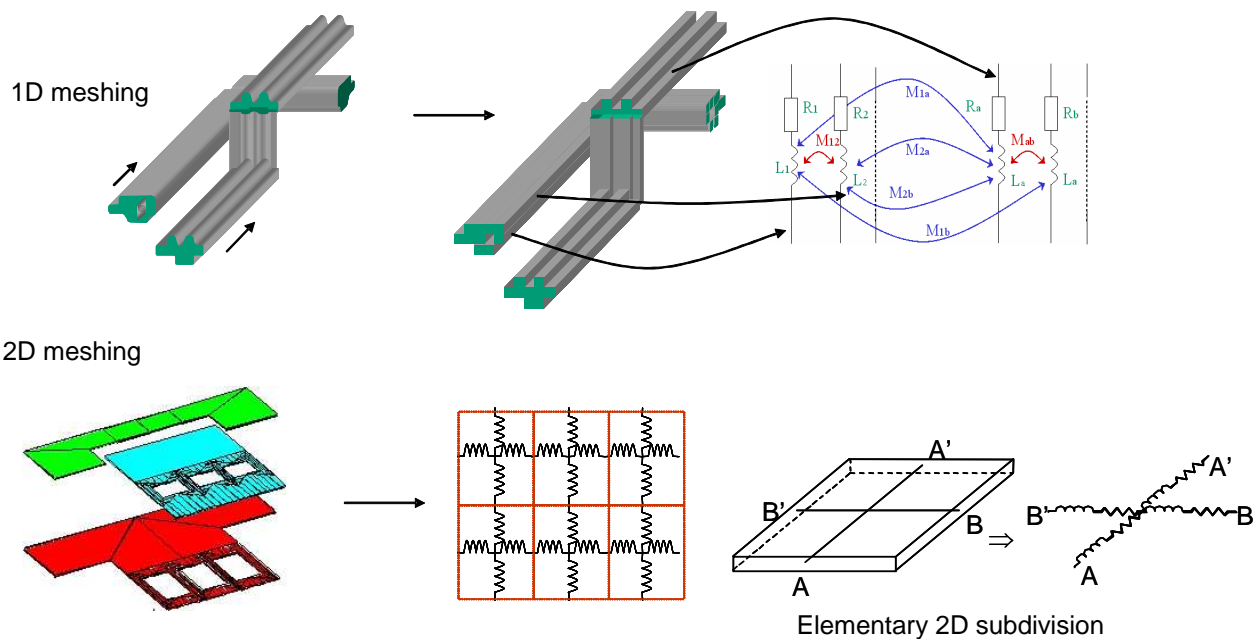 1D meshing
R1
R2
Ra
Rb
M1a
M12
M2a
Mab
L1
L2
La
La
M2b
M1b
2D meshing
A'
B'
B
A
⇒
A'
B'
B
A
Elementary 2D subdivision